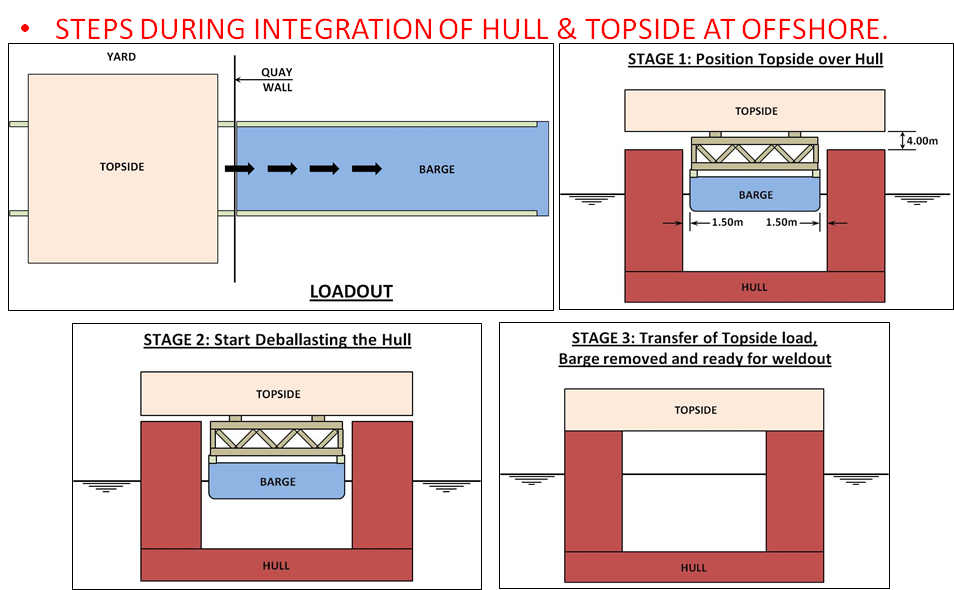 • STEPS DURING INTEGRATION OF HULL & TOPSIDE AT OFFSHORE.
YARD
QUAY
WALL
TOPSIDE
BARGE
LOADOUT
STAGE 1: Position Topside over Hull
TOPSIDE
4.00m
BARGE
1.50m
1.50m
HULL
STAGE 2: Start Deballasting the Hull
TOPSIDE
BARGE
HULL
STAGE 3: Transfer of Topside load,
Barge removed and ready for weldout
TOPSIDE
HULL